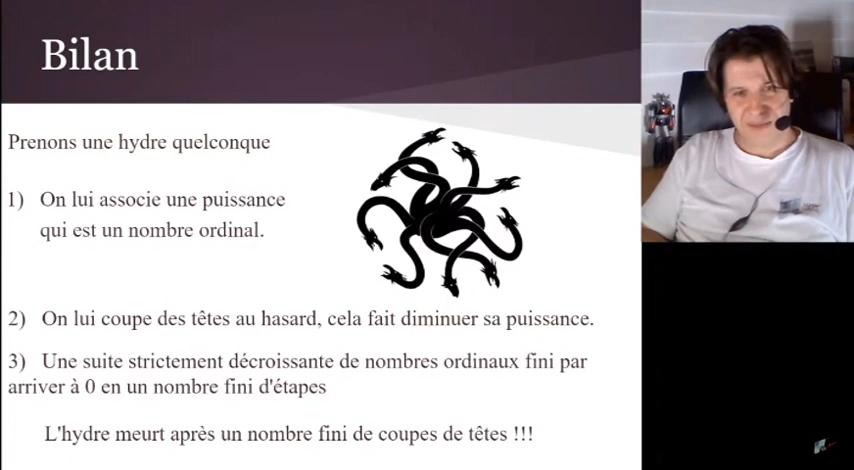 Bilan
Prenons une hydre quelconque
1) On lui associe une puissance
qui est un nombre ordinal.
2) On lui coupe des têtes au hasard, cela fait diminuer sa puissance.
3) Une suite strictement décroissante de nombres ordinaux fini par
arriver à 0 en un nombre fini d'étapes
L'hydre meurt après un nombre fini de coupes de têtes !!!